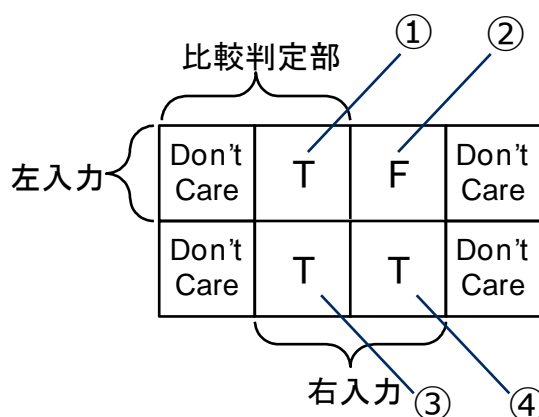 ① ②
比較判定部
左入力
Don't Care T F Don't Care
Don't Care T T Don't Care
右入力 ③ ④